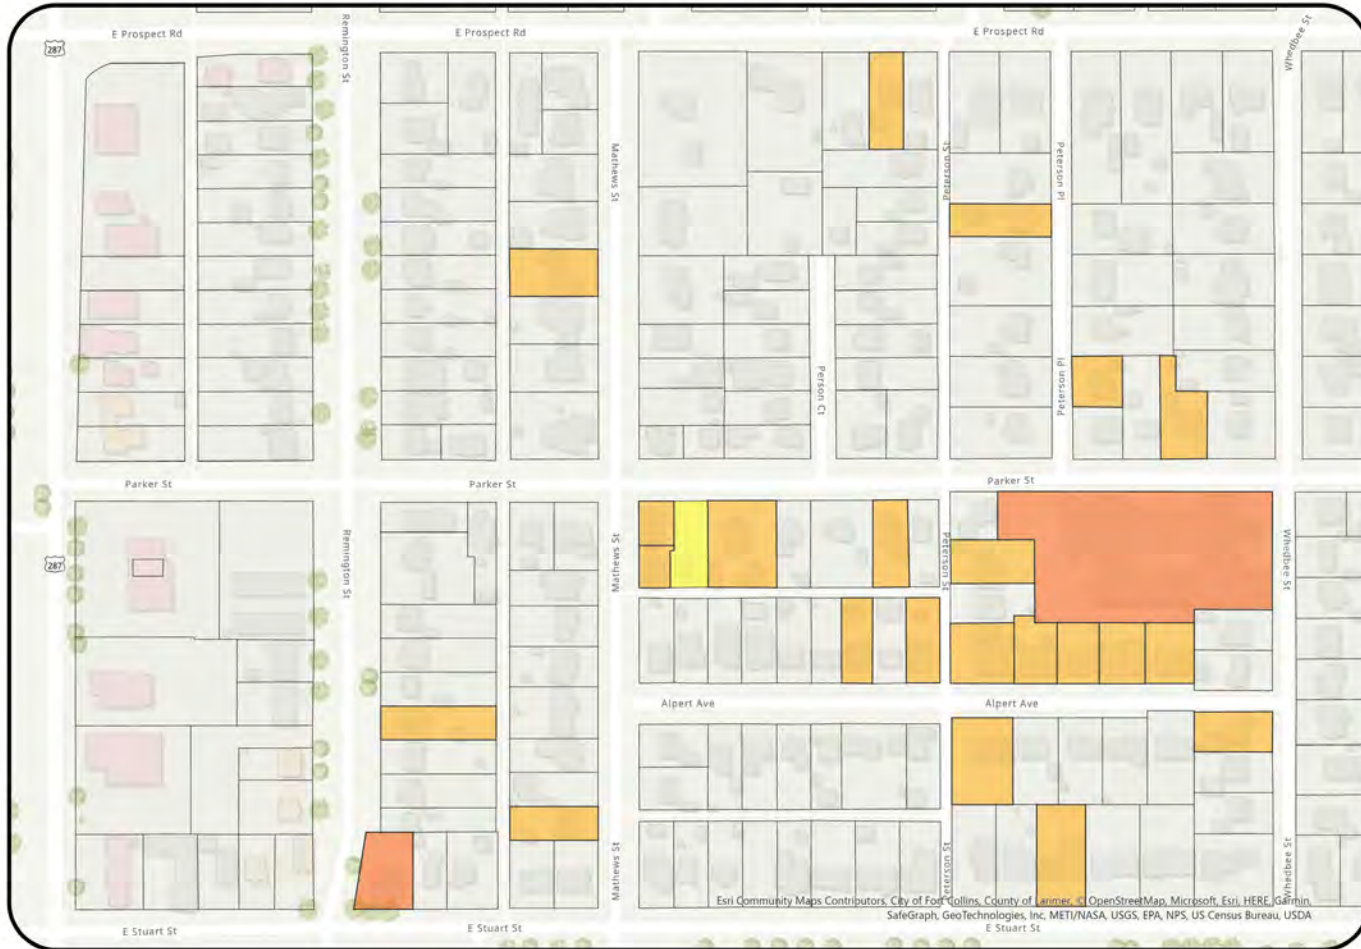 E Prospect Rd
E Prospect Rd
E Prospect Rd
287
Remington St
Whedbee St
Mathews St
Peterson St
Peterson Pl
Person Ct
Peterson Pl
Parker St
Parker St
Parker St
287
Remington St
Mathews St
Peterson St
Whedbee St
Alpert Ave
Alpert Ave
Mathews St
Peterson St
Whedbee St
Esri Community Maps Contributors, City of Fort Collins, County of Larimer, © OpenStreetMap, Microsoft, Esri, HERE, Garmin,
SafeGraph, GeoTechnologies, Inc, METI/NASA, USGS, EPA, NPS, US Census Bureau, USDA
E Stuart St
E Stuart St
E Stuart St